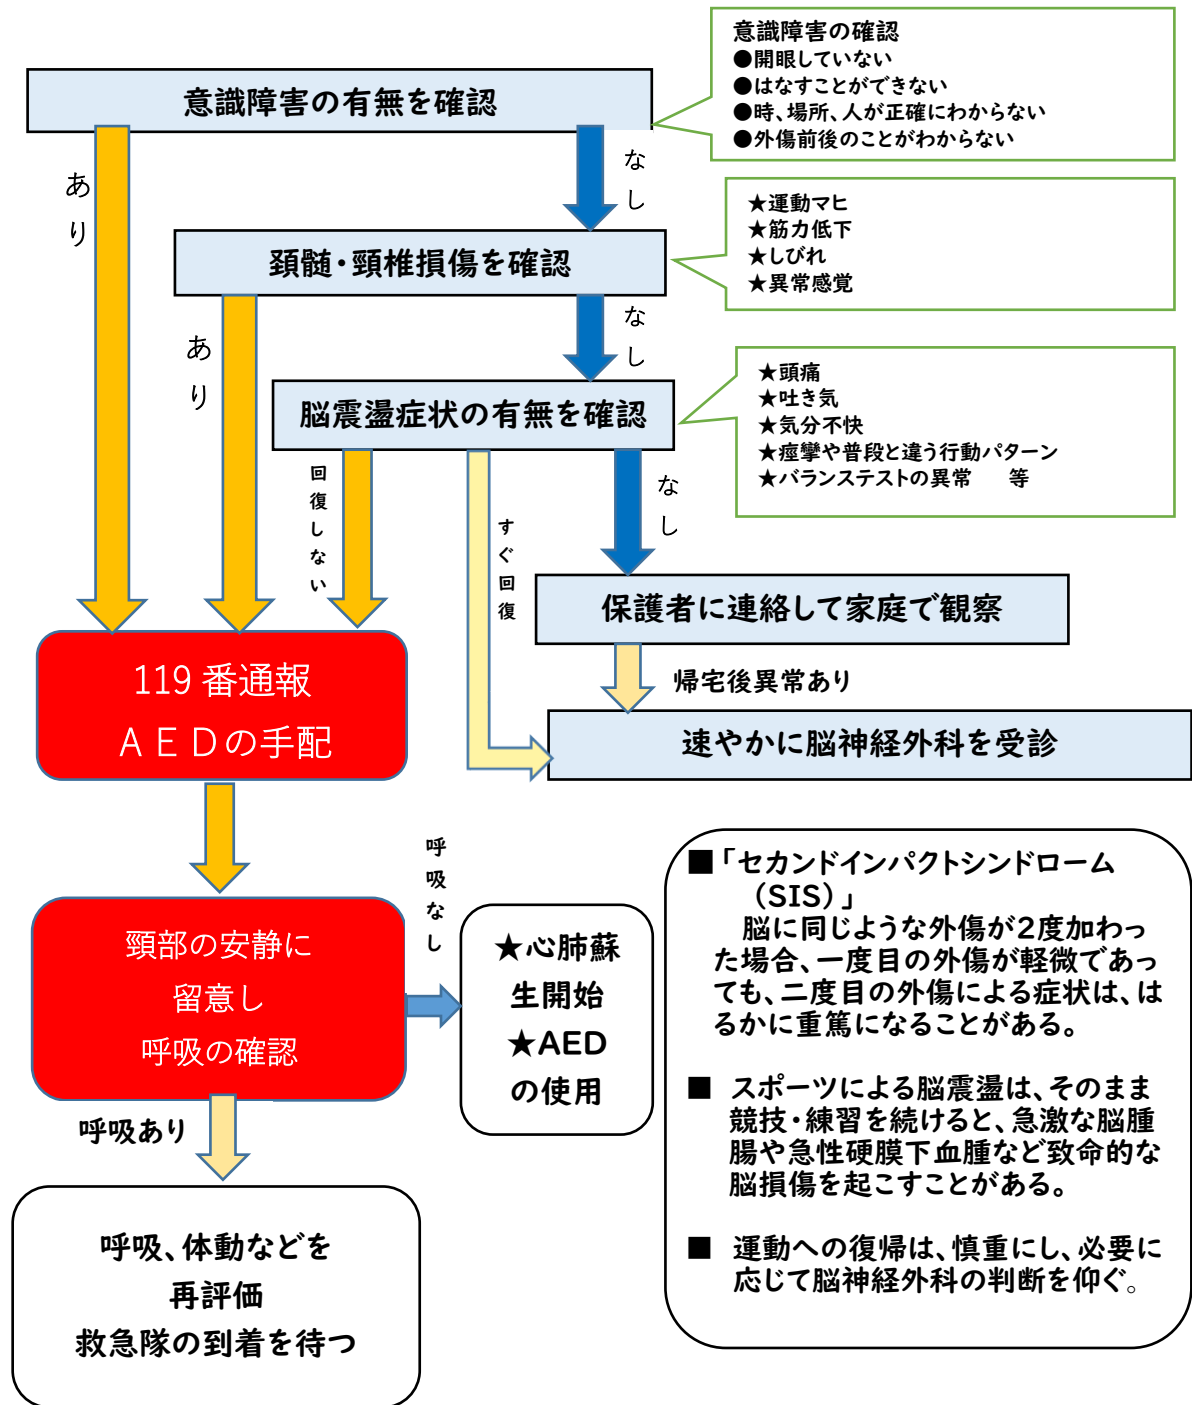 意識障害の有無を確認
意識障害の確認
●開眼していない
●はなすことができない
●時、場所、人が正確にわからない
●外傷前後のことがわからない
あり
なし
頚髄・頸椎損傷を確認
★運動マヒ
★筋力低下
★しびれ
★異常感覚
あり
なし
脳震盪症状の有無を確認
★頭痛
★吐き気
★気分不快
★痙攣や普段と違う行動パターン
★バランステストの異常　等
回復しない
すぐ回復
なし
保護者に連絡して家庭で観察
帰宅後異常あり
速やかに脳神経外科を受診
119番通報
ＡＥＤの手配
頸部の安静に
留意し
呼吸の確認
呼吸なし
★心肺蘇
生開始
★AED
の使用
呼吸あり
呼吸、体動などを
再評価
救急隊の到着を待つ
■「セカンドインパクトシンドローム
（SIS）」
脳に同じような外傷が2度加わっ
た場合、一度目の外傷が軽微であっ
ても、二度目の外傷による症状は、は
るかに重篤になることがある。
■ スポーツによる脳震盪は、そのまま
競技・練習を続けると、急激な脳腫
腸や急性硬膜下血腫など致命的な
脳損傷を起こすことがある。
■ 運動への復帰は、慎重にし、必要に
応じて脳神経外科の判断を仰ぐ。